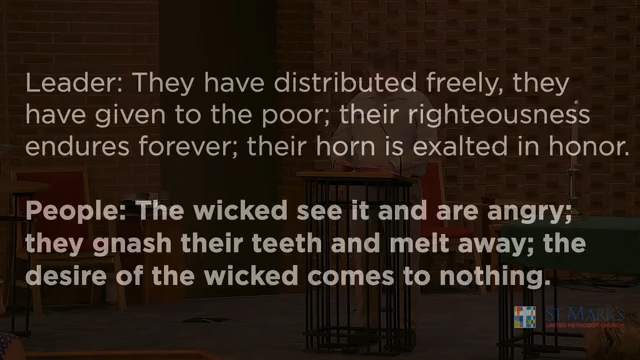 Leader: They have distributed freely, they
have given to the poor; their righteousness
endures forever; their horn is exalted in honor.
People: The wicked see it and are angry;
they gnash their teeth and melt away; the
desire of the wicked comes to nothing.
ST. MARK'S
UNITED METHODIST CHURCH